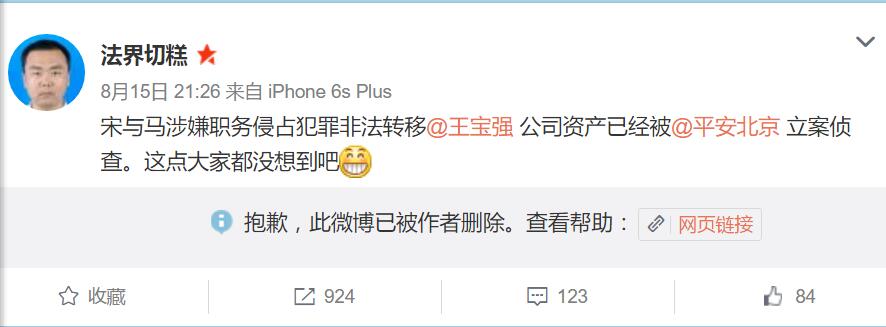 法界切糕
8月15日 21:26 来自 iPhone 6s Plus
宋与马涉嫌职务侵占犯罪非法转移@王宝强 公司资产已经被@平安北京 立案侦
查。这点大家都没想到吧
抱歉，此微博已被作者删除。查看帮助： 网页链接
收藏 924 123 84